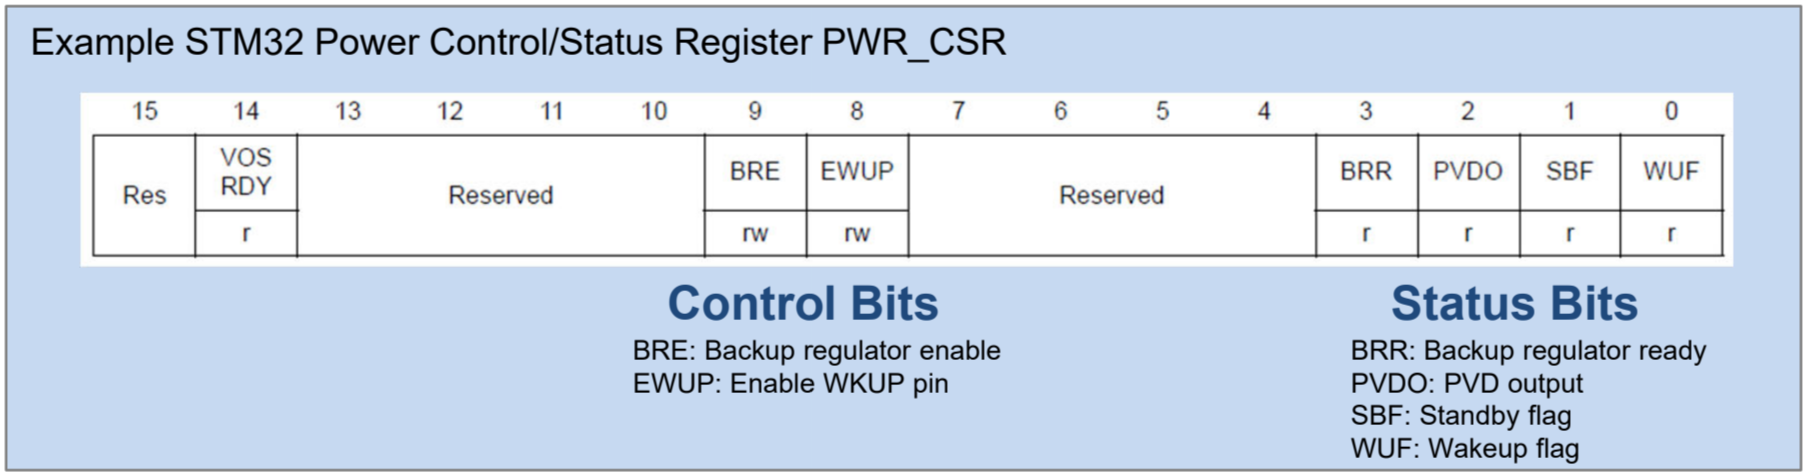 Example STM32 Power Control/Status Register PWR_CSR
15 14 13 12 11 10 9 8 7 6 5 4 3 2 1 0
Res VOS RDY Reserved BRE EWUP Reserved BRR PVDO SBF WUF
r rw rw r r r r
Control Bits
BRE: Backup regulator enable
EWUP: Enable WKUP pin
Status Bits
BRR: Backup regulator ready
PVDO: PVD output
SBF: Standby flag
WUF: Wakeup flag